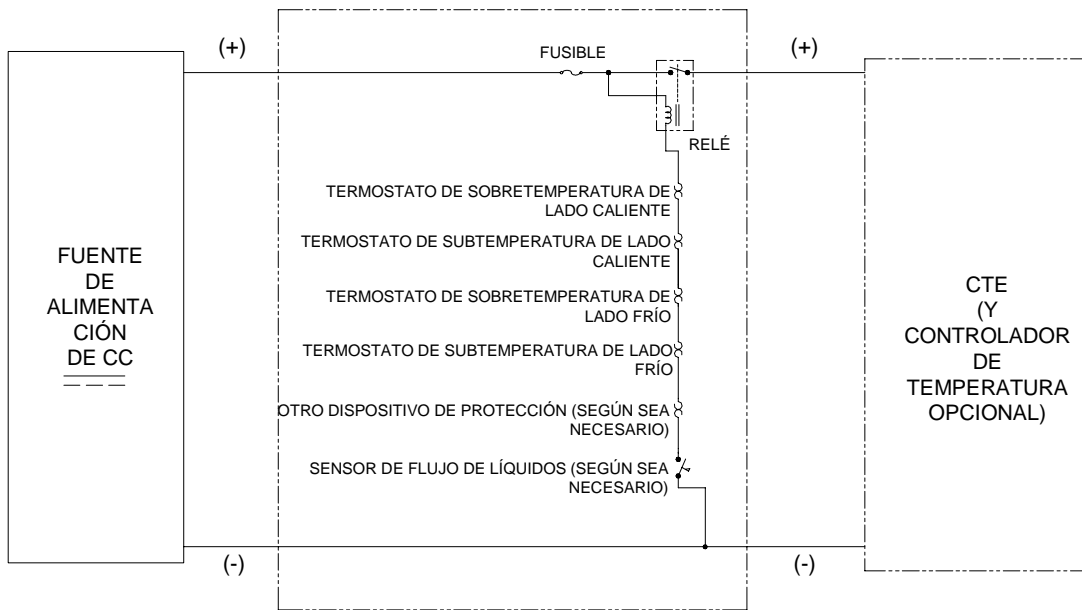 (+)
(+)
FUSIBLE
RELÉ
TERMOSTATO DE SOBRETEMPERATURA DE
LADO CALIENTE
TERMOSTATO DE SUBTEMPERATURA DE LADO
CALIENTE
TERMOSTATO DE SOBRETEMPERATURA DE
LADO FRÍO
TERMOSTATO DE SUBTEMPERATURA DE LADO
FRÍO
OTRO DISPOSITIVO DE PROTECCIÓN (SEGÚN SEA
NECESARIO)
SENSOR DE FLUJO DE LÍQUIDOS (SEGÚN SEA
NECESARIO)
FUENTE
DE
ALIMENTA
CIÓN
DE CC
CTE
(Y
CONTROLADOR
DE
TEMPERATURA
OPCIONAL)
(-)
(-)